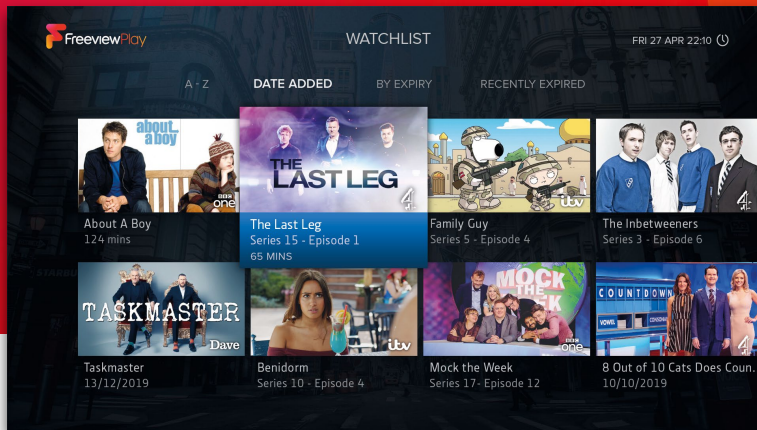 FreeviewPlay
WATCHLIST
FRI 27 APR 22:10
A - Z
DATE ADDED
BY EXPIRY
RECENTLY EXPIRED
about a boy
BBC one
THE LAST LEG
4
itv
4
About A Boy
124 mins
The Last Leg
Series 15 - Episode 1
65 MINS
Family Guy
Series 5 - Episode 4
The Inbetweeners
Series 3 - Episode 6
STARBU
TASKMASTER
Dave
itv
MOCK THE WEEK
BBC one
COUNTDOWN
VOWEL
4
Taskmaster
13/12/2019
Benidorm
Series 10 - Episode 4
Mock the Week
Series 17- Episode 12
8 Out of 10 Cats Does Coun.
10/10/2019